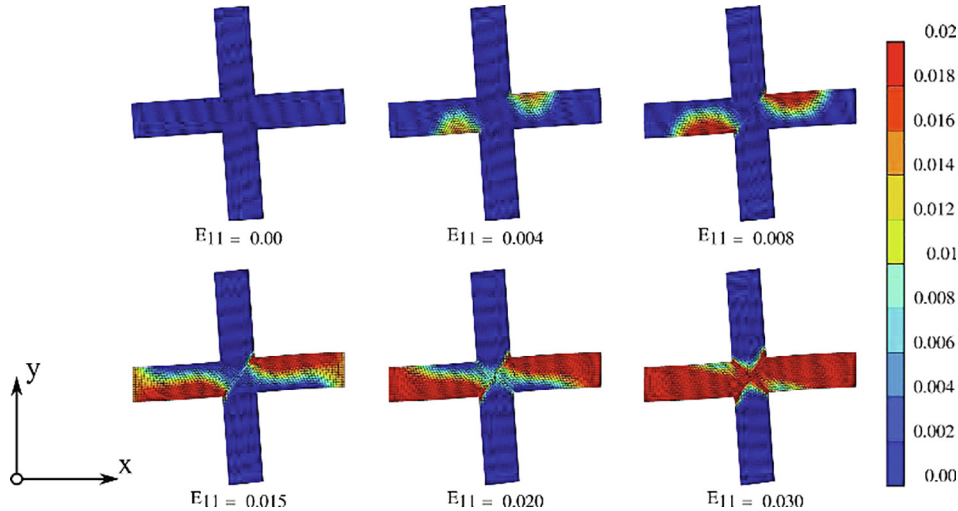 0.02
0.018
0.016
0.014
0.012
0.01
0.008
0.006
0.004
0.002
0.00
E11 = 0.00
E11 = 0.004
E11 = 0.008
y
x
E11 = 0.015
E11 = 0.020
E11 = 0.030